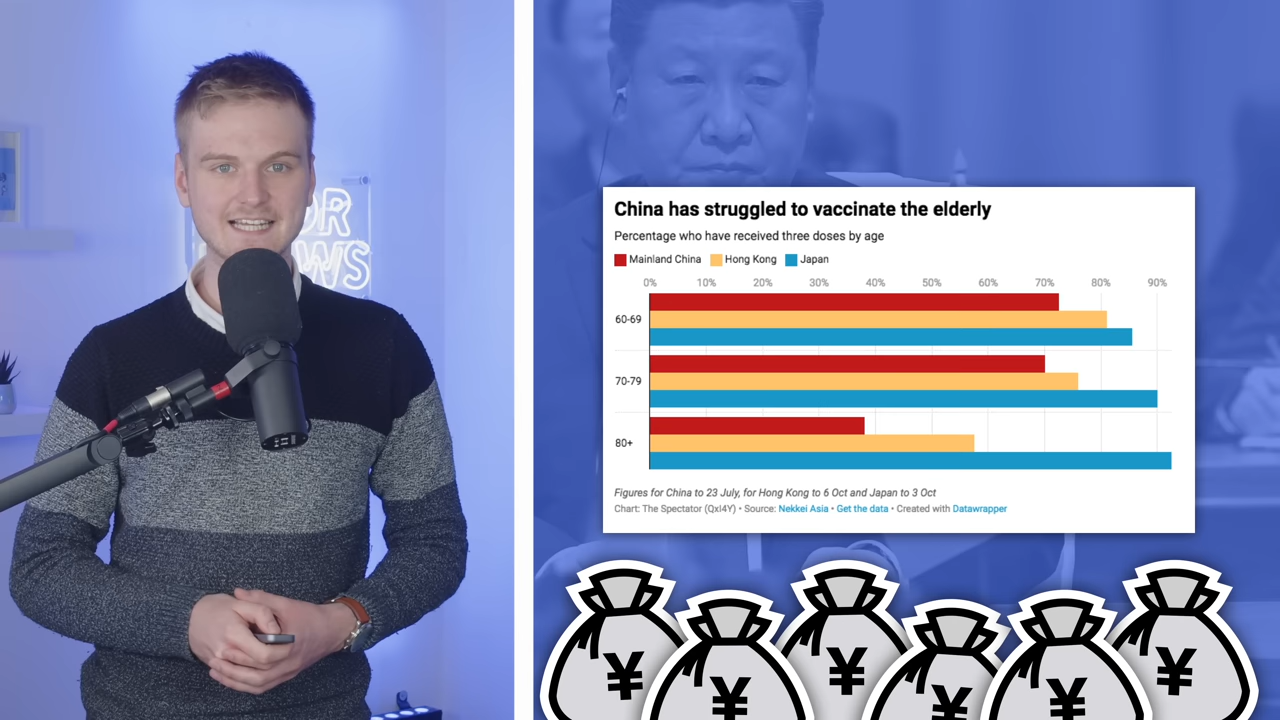 DR
WS
China has struggled to vaccinate the elderly
Percentage who have received three doses by age
Mainland China Hong Kong Japan
0% 10% 20% 30% 40% 50% 60% 70% 80% 90%
60-69
70-79
80+
Figures for China to 23 July, for Hong Kong to 6 Oct and Japan to 3 Oct
Chart: The Spectator (QxI4Y) • Source: Nekkei Asia • Get the data • Created with Datawrapper
¥ ¥ ¥ ¥ ¥ ¥